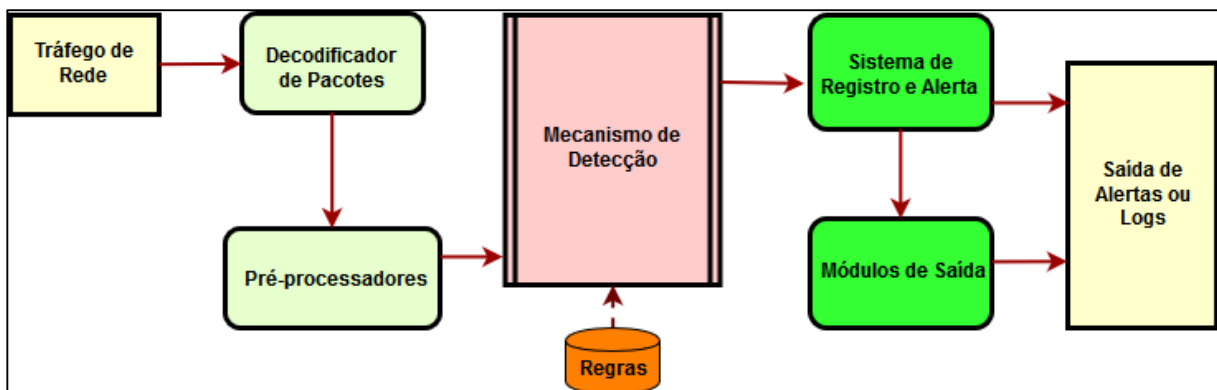 Tráfego de
Rede
Decodificador
de Pacotes
Pré-processadores
Mecanismo de
Detecção
Regras
Sistema de
Registro e Alerta
Módulos de Saída
Saída de
Alertas ou
Logs